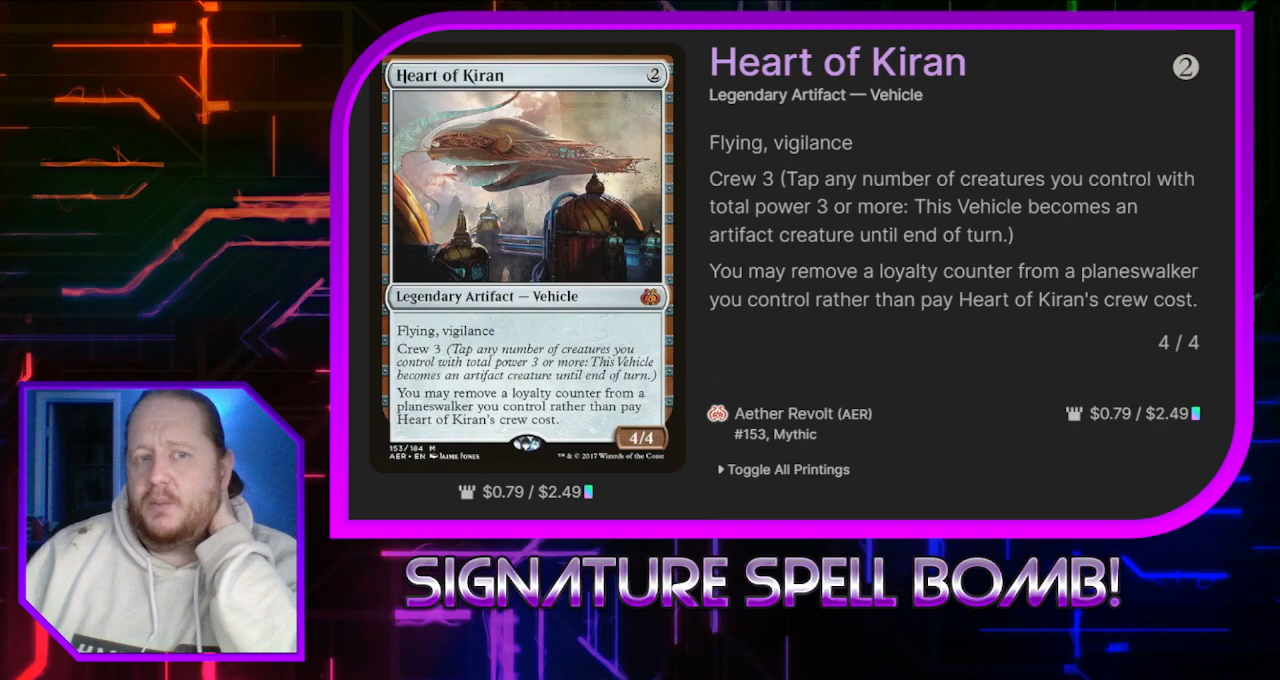 Heart of Kiran 2
Legendary Artifact — Vehicle
Flying, vigilance
Crew 3 (Tap any number of creatures you
control with total power 3 or more: This Vehicle
becomes an artifact creature until end of turn.)
You may remove a loyalty counter from a
planeswalker you control rather than pay
Heart of Kiran's crew cost.
4/4
153/184 M
AER • EN JAIME JONES
™ & © 2017 Wizards of the Coast
$0.79 / $2.49
Heart of Kiran 2
Legendary Artifact — Vehicle
Flying, vigilance
Crew 3 (Tap any number of creatures you control with
total power 3 or more: This Vehicle becomes an
artifact creature until end of turn.)
You may remove a loyalty counter from a planeswalker
you control rather than pay Heart of Kiran's crew cost.
4 / 4
Aether Revolt (AER) $0.79 / $2.49
#153, Mythic
Toggle All Printings
SIGNATURE SPELL BOMB!